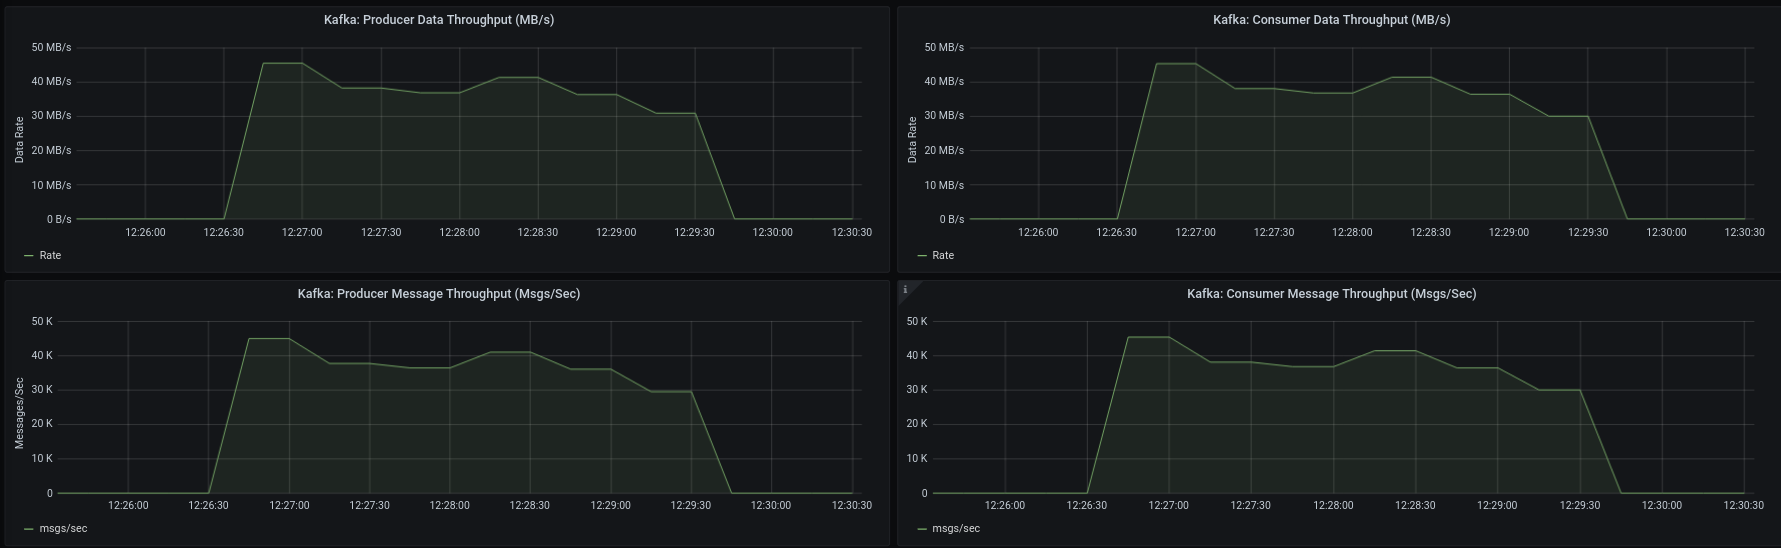 Kafka: Producer Data Throughput (MB/s)
Data Rate
50 MB/s
40 MB/s
30 MB/s
20 MB/s
10 MB/s
0 B/s
12:26:00 12:26:30 12:27:00 12:27:30 12:28:00 12:28:30 12:29:00 12:29:30 12:30:00 12:30:30
Rate
Kafka: Consumer Data Throughput (MB/s)
Data Rate
50 MB/s
40 MB/s
30 MB/s
20 MB/s
10 MB/s
0 B/s
12:26:00 12:26:30 12:27:00 12:27:30 12:28:00 12:28:30 12:29:00 12:29:30 12:30:00 12:30:30
Rate
Kafka: Producer Message Throughput (Msgs/Sec)
Messages/Sec
50 K
40 K
30 K
20 K
10 K
0
12:26:00 12:26:30 12:27:00 12:27:30 12:28:00 12:28:30 12:29:00 12:29:30 12:30:00 12:30:30
msgs/sec
i
Kafka: Consumer Message Throughput (Msgs/Sec)
50 K
40 K
30 K
20 K
10 K
0
12:26:00 12:26:30 12:27:00 12:27:30 12:28:00 12:28:30 12:29:00 12:29:30 12:30:00 12:30:30
msgs/sec